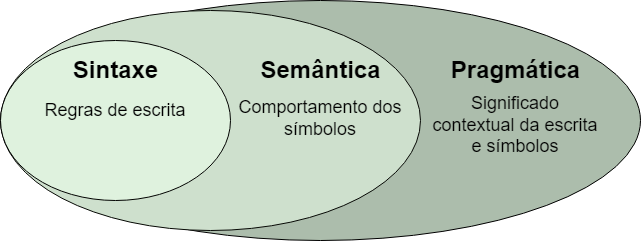 Sintaxe
Regras de escrita
Semântica
Comportamento dos
símbolos
Pragmática
Significado
contextual da escrita
e símbolos